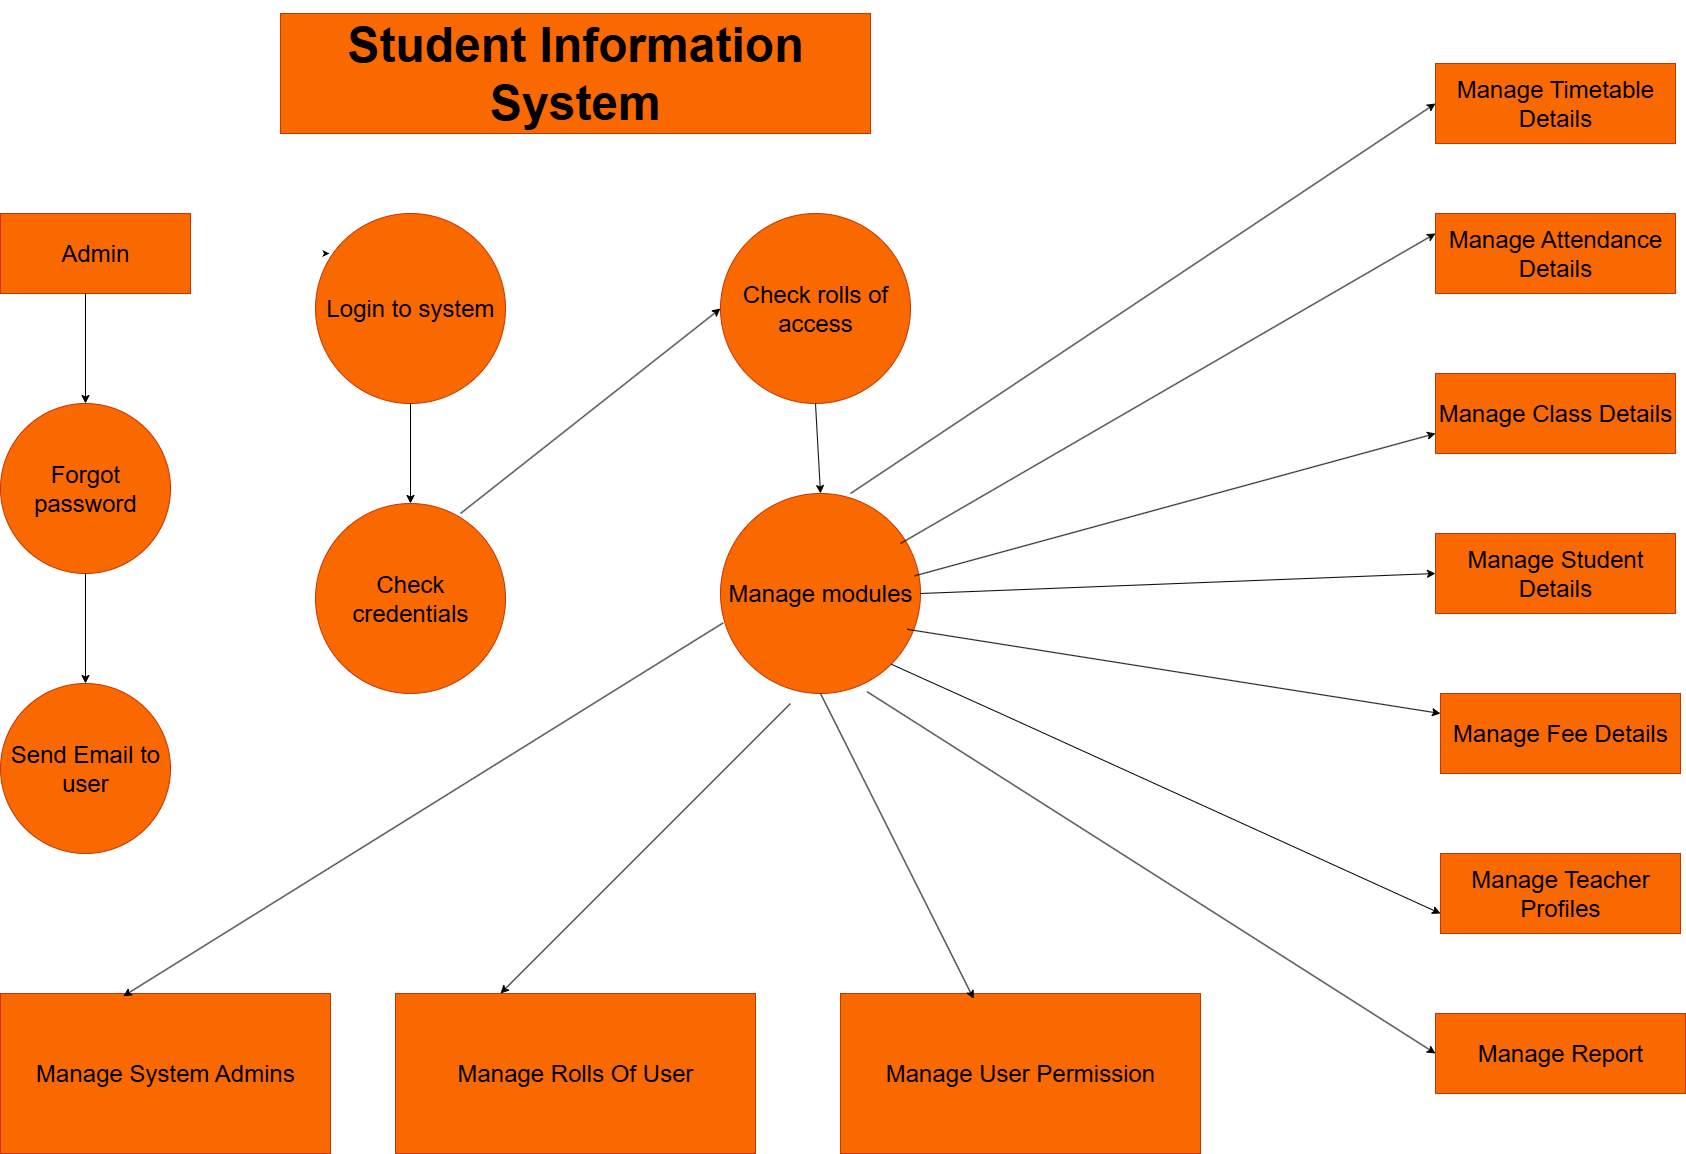 Student Information
System
Admin
Forgot
password
Send Email to
user
Login to system
Check
credentials
Check rolls of
access
Manage modules
Manage Timetable
Details
Manage Attendance
Details
Manage Class Details
Manage Student
Details
Manage Fee Details
Manage Teacher
Profiles
Manage Report
Manage System Admins
Manage Rolls Of User
Manage User Permission